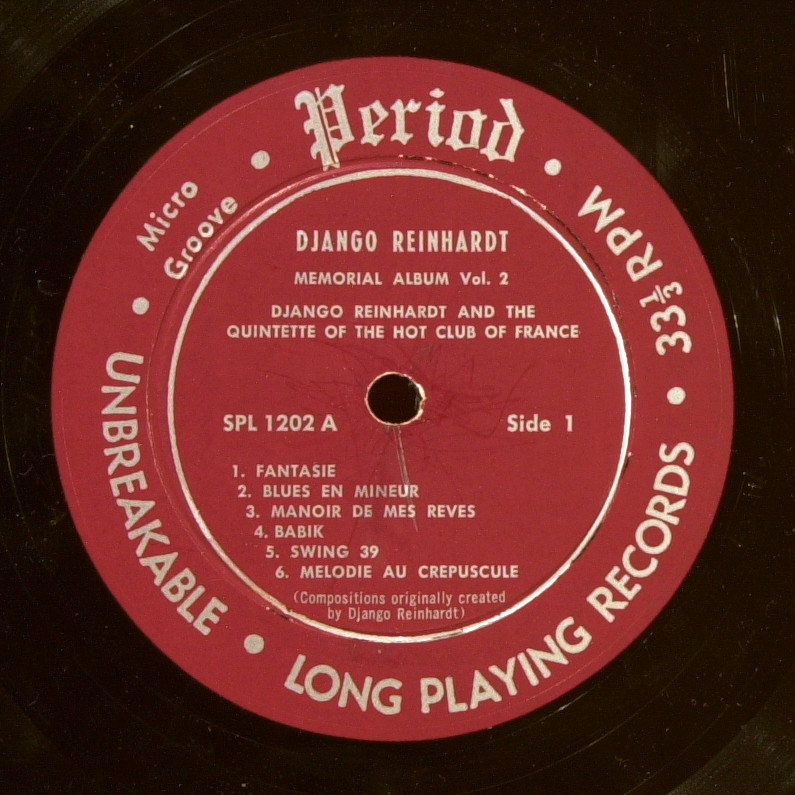 Period
33⅓ RPM
LONG PLAYING RECORDS
UNBREAKABLE
Micro
Groove
DJANGO REINHARDT
MEMORIAL ALBUM Vol. 2
DJANGO REINHARDT AND THE
QUINTETTE OF THE HOT CLUB OF FRANCE
SPL 1202 A Side 1
1. FANTASIE
2. BLUES EN MINEUR
3. MANOIR DE MES REVES
4. BABIK
5. SWING 39
6. MELODIE AU CREPUSCULE
(Compositions originally created
by Django Reinhardt)